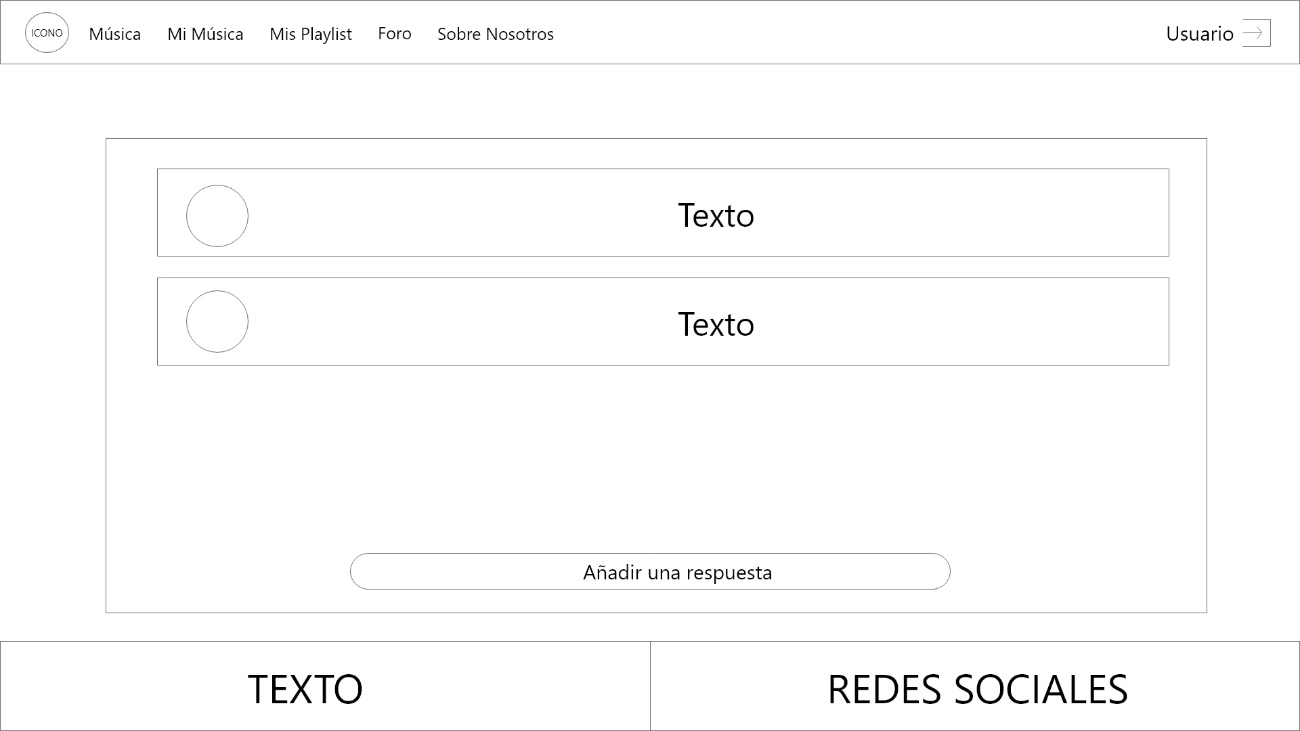 ICONO Música Mi Música Mis Playlist Foro Sobre Nosotros Usuario
Texto
Texto
Añadir una respuesta
TEXTO REDES SOCIALES